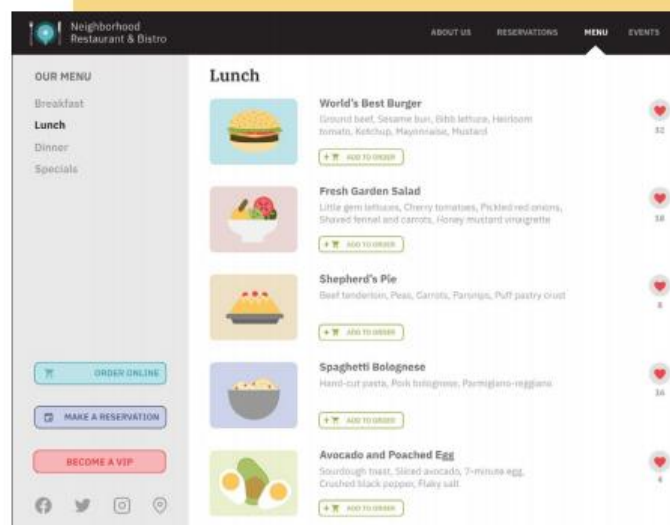 Neighborhood
Restaurant & Bistro
ABOUT US
RESERVATIONS
MENU
EVENTS
OUR MENU
Breakfast
Lunch
Dinner
Specials
ORDER ONLINE
MAKE A RESERVATION
BECOME A VIP
Lunch
World's Best Burger
Ground beef, Sesame bun, Bibb lettuce, Heirloom
tomato, Ketchup, Mayonnaise, Mustard
+ ADD TO ORDER
32
Fresh Garden Salad
Little gem lettuces, Cherry tomatoes, Pickled red onions,
Shaved fennel and carrots, Honey mustard vinaigrette
+ ADD TO ORDER
Shepherd's Pie
Beef tenderloin, Peas, Carrots, Parsnips, Puff pastry crust
+ ADD TO ORDER
Spaghetti Bolognese
Hand-cut pasta, Pork bolognese, Parmigiano-reggiano
+ ADD TO ORDER
Avocado and Poached Egg
Sourdough toast, Sliced avocado, 7-minute egg,
Crushed black pepper, Flaky salt
+ ADD TO ORDER